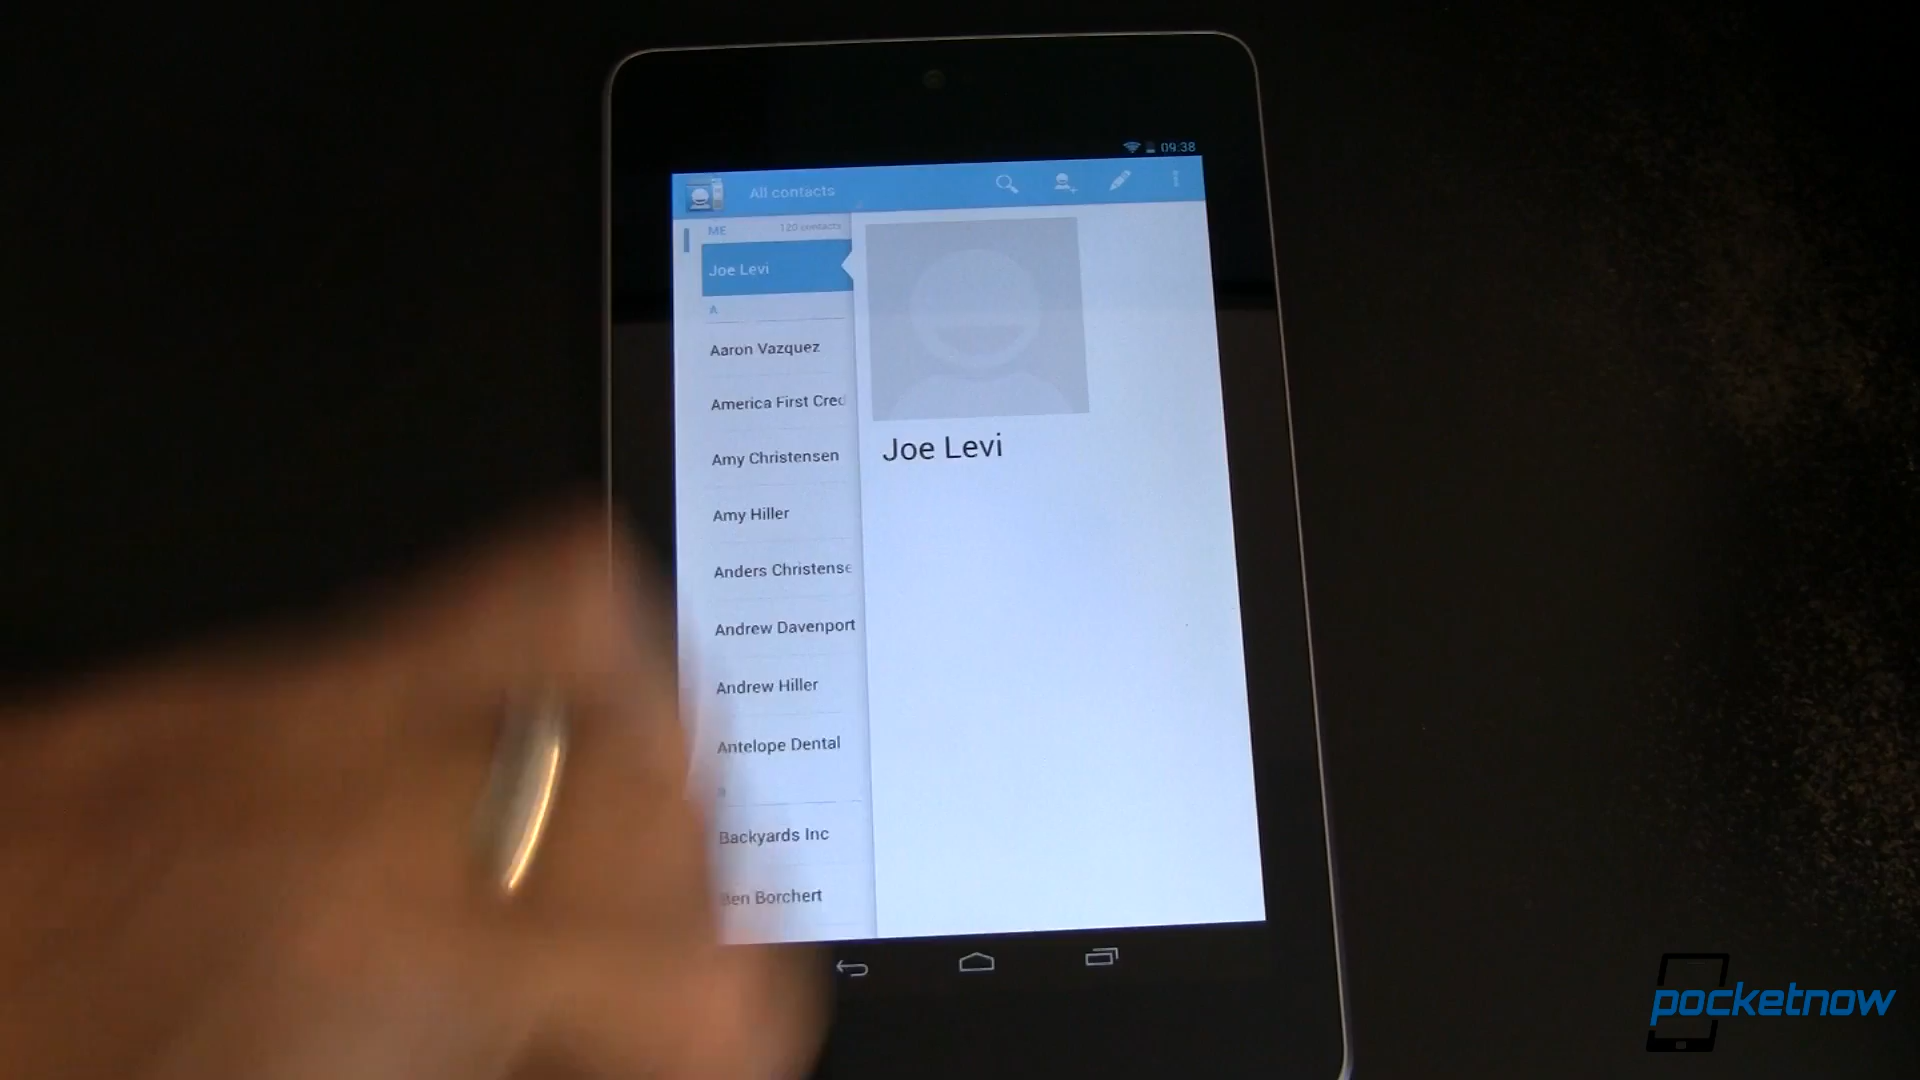 09:38
All contacts
ME 120 contacts
Joe Levi
A
Aaron Vazquez
America First Cred
Amy Christensen
Amy Hiller
Anders Christense
Andrew Davenport
Andrew Hiller
Antelope Dental
B
Backyards Inc
Ben Borchert
Joe Levi
pocketnow